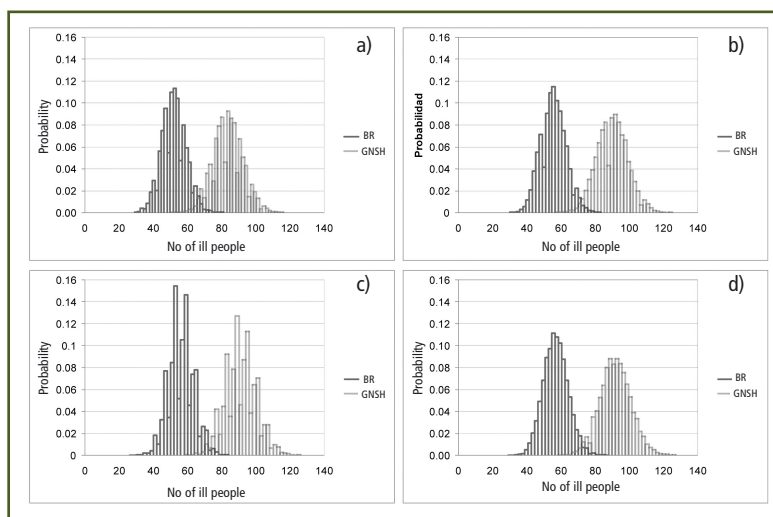 a)
0.16
0.14
0.12
0.10
0.08
0.06
0.04
0.02
0.00
0 20 40 60 80 100 120 140
Probability
No of ill people
BR
GNSH
b)
0.16
0.14
0.12
0.1
0.08
0.06
0.04
0.02
0
0 20 40 60 80 100 120 140
Probabilidad
No of ill people
BR
GNSH
c)
0.16
0.14
0.12
0.1
0.08
0.06
0.04
0.02
0
0 20 40 60 80 100 120 140
Probability
No of ill people
BR
GNSH
d)
0.16
0.14
0.12
0.1
0.08
0.06
0.04
0.02
0
0 20 40 60 80 100 120 140
Probability
No of ill people
BR
GNSH